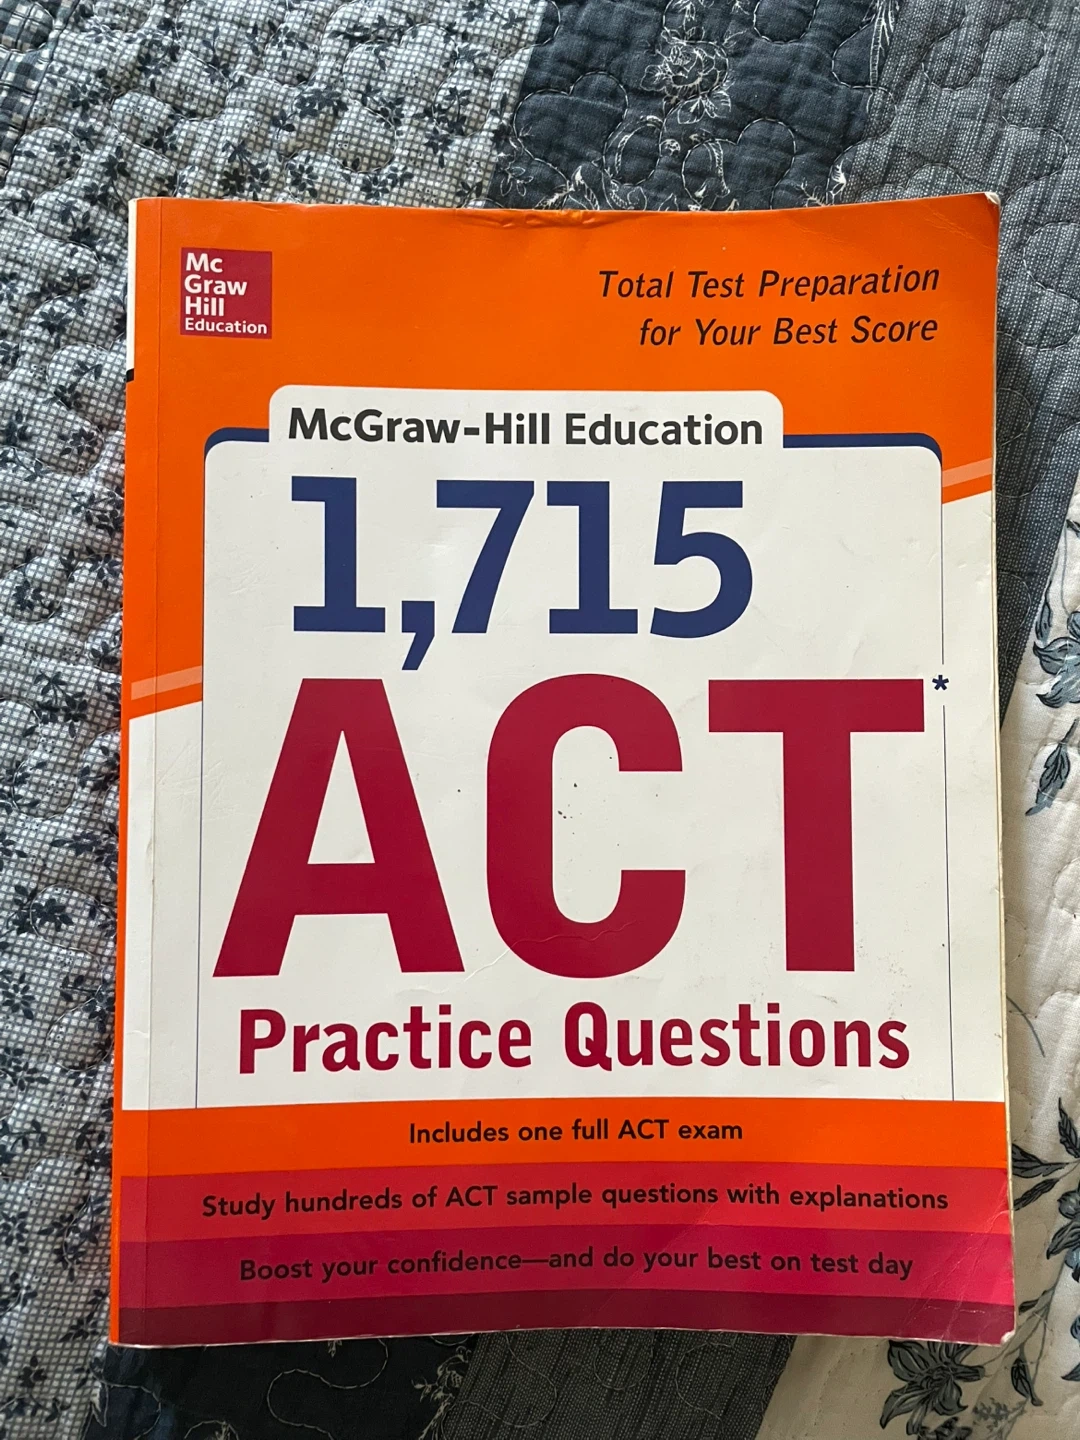 Mc
Graw
Hill
Education
Total Test Preparation
for Your Best Score
McGraw-Hill Education
1,715
ACT*
Practice Questions
Includes one full ACT exam
Study hundreds of ACT sample questions with explanations
Boost your confidence—and do your best on test day